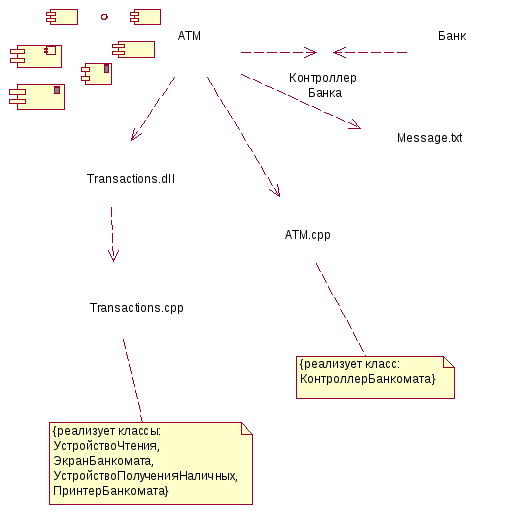 ATM
Банк
Контроллер
Банка
Message.txt
Transactions.dll
ATM.cpp
Transactions.cpp
{реализует класс:
КонтроллерБанкомата}
{реализует классы:
УстройствоЧтения,
ЭкранБанкомата,
УстройствоПолученияНаличных,
ПринтерБанкомата}